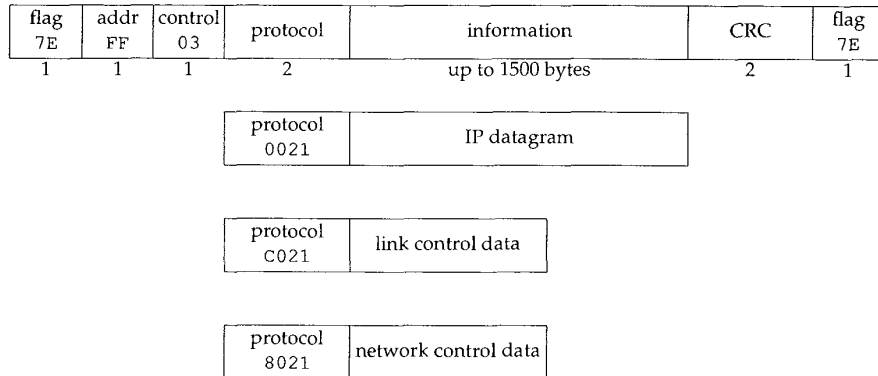 flag addr control protocol information CRC flag
7E FF 03 7E
1 1 1 2 up to 1500 bytes 2 1
protocol IP datagram
0021
protocol link control data
C021
protocol network control data
8021